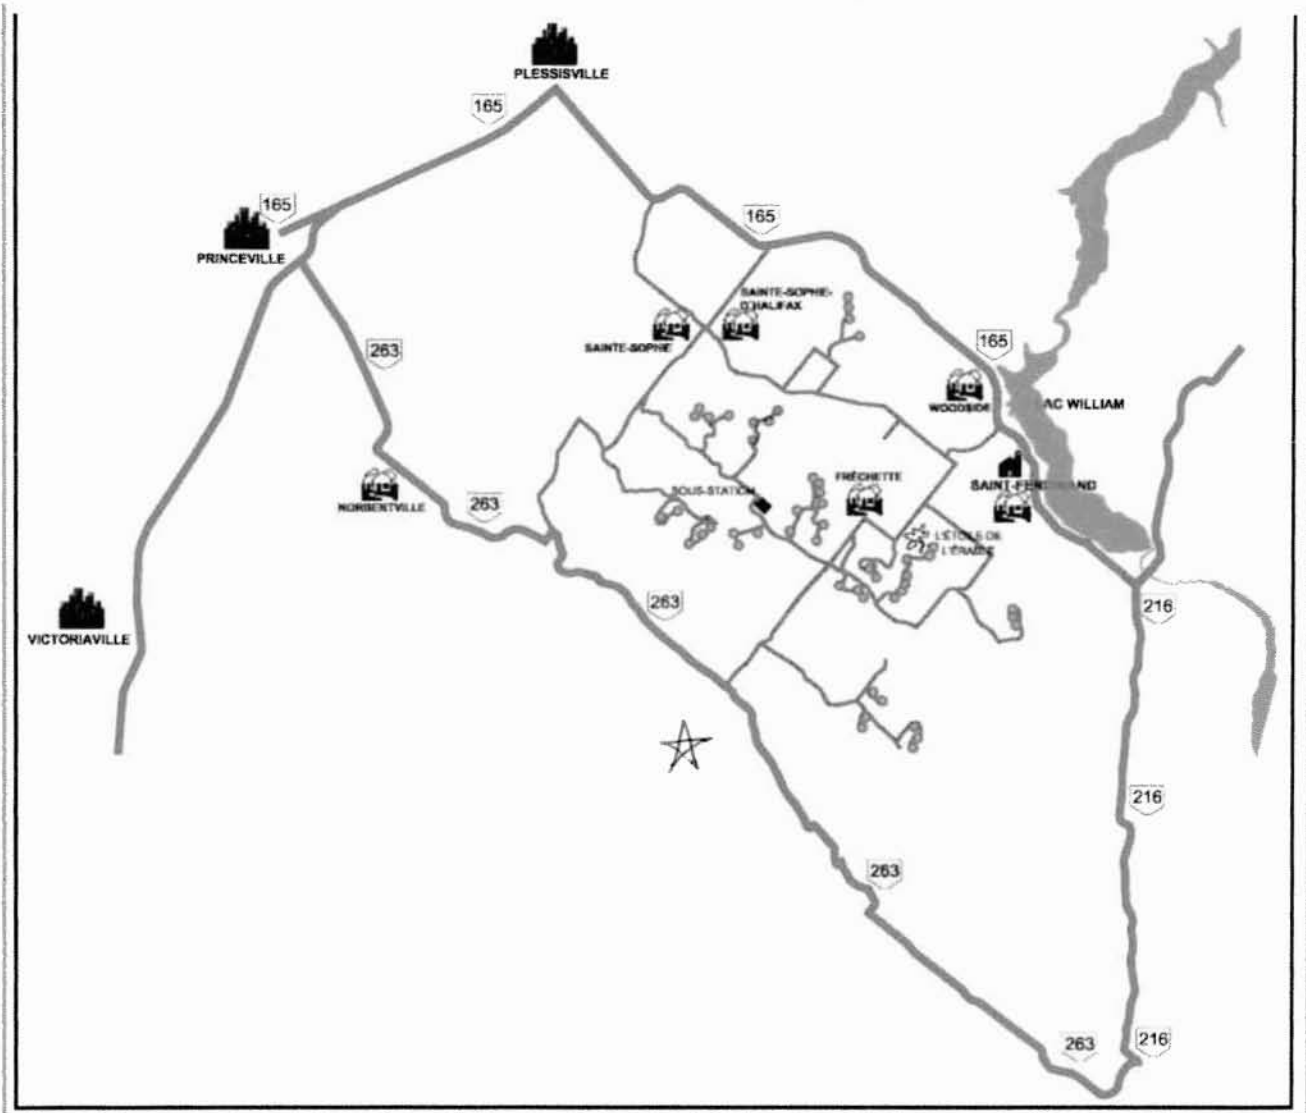 PLESSISVILLE
165
165
PRINCEVILLE
165
SAINTE-SOPHIE-
D'HALIFAX
SAINTE-SOPHIE
263
165
WOODSIDE
LAC WILLIAM
NORBERTVILLE
263
SOUS-STATION
FRÉCHETTE
SAINT-FERDINAND
L'ÉTOILE DE
L'ÉRABLE
263
216
VICTORIAVILLE
216
263
263
216